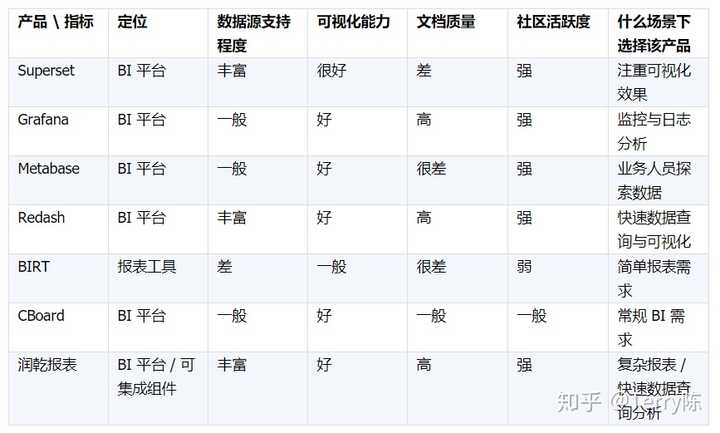 产品 \ 指标 定位 数据源支持 可视化能力 文档质量 社区活跃度 什么场景下
程度 选择该产品
Superset BI 平台 丰富 很好 差 强 注重可视化
效果
Grafana BI 平台 一般 好 高 强 监控与日志
分析
Metabase BI 平台 一般 好 很差 强 业务人员探
索数据
Redash BI 平台 丰富 好 高 强 快速数据查
询与可视化
BIRT 报表工具 差 一般 很差 弱 简单报表需
求
CBoard BI 平台 一般 好 一般 一般 常规 BI 需
求
润乾报表 BI 平台 / 可 丰富 好 高 强 复杂报表 /
集成组件 快速数据查
询分析
知乎 @Terry陈